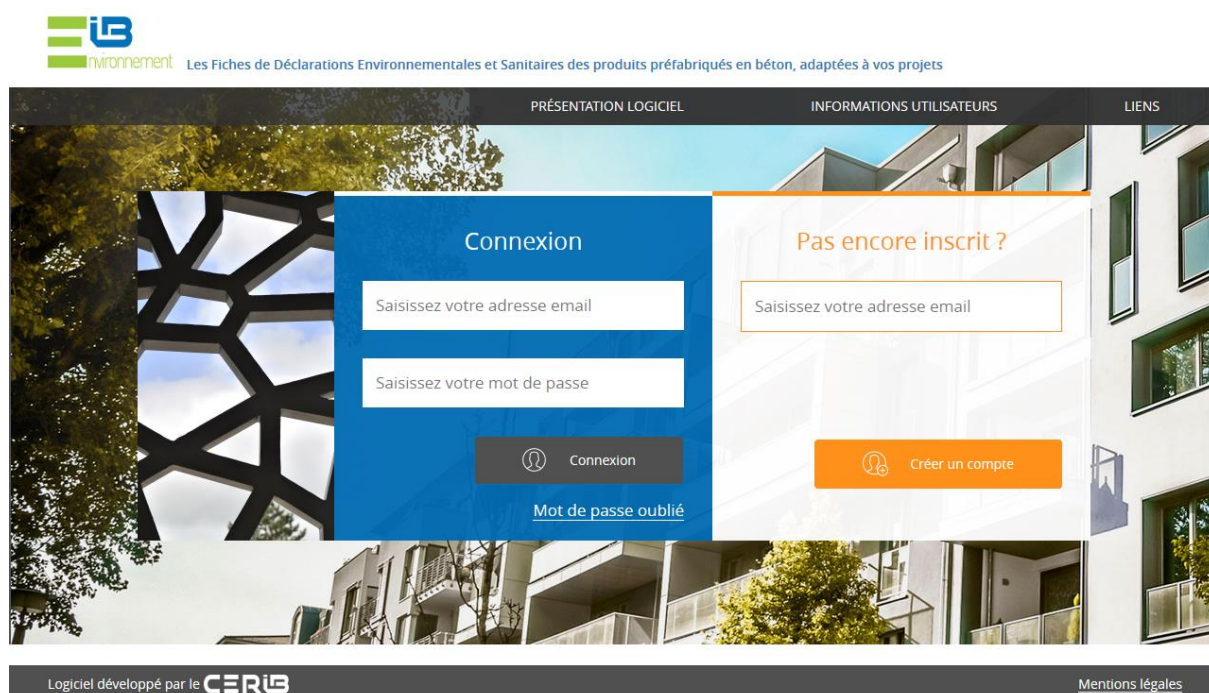 iB
Environnement
Les Fiches de Déclarations Environnementales et Sanitaires des produits préfabriqués en béton, adaptées à vos projets
PRÉSENTATION LOGICIEL INFORMATIONS UTILISATEURS LIENS
Connexion
Saisissez votre adresse email
Saisissez votre mot de passe
Connexion
Mot de passe oublié
Pas encore inscrit ?
Saisissez votre adresse email
Créer un compte
Logiciel développé par le CERiB
Mentions légales